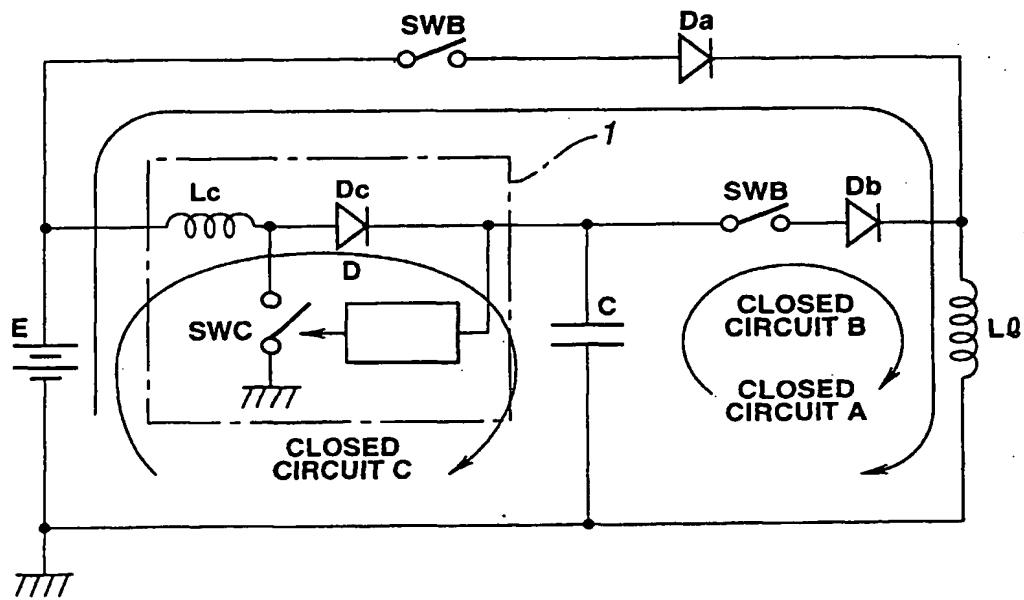 SWB
Da
1
Lc
Dc
SWB
Db
D
E
SWC
C
CLOSED
CIRCUIT B
Lℓ
CLOSED
CIRCUIT A
CLOSED
CIRCUIT C